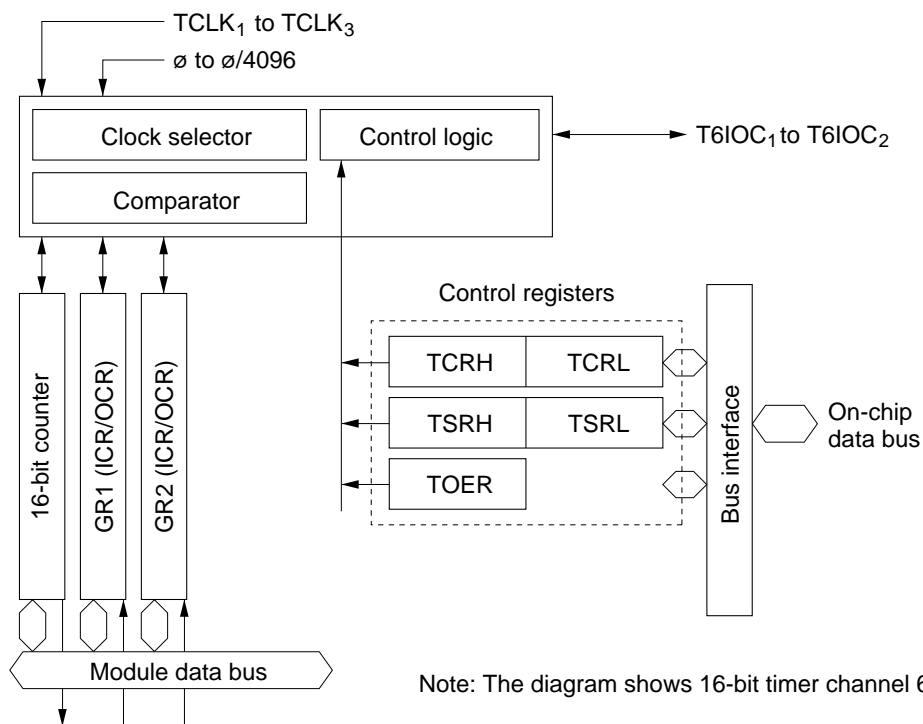 TCLK1 to TCLK3
ø to ø/4096
Clock selector
Control logic
T6IOC1 to T6IOC2
Comparator
Control registers
16-bit counter
GR1 (ICR/OCR)
GR2 (ICR/OCR)
TCRH TCRL
TSRH TSRL
TOER
Bus interface
On-chip
data bus
Module data bus
Note: The diagram shows 16-bit timer channel 6